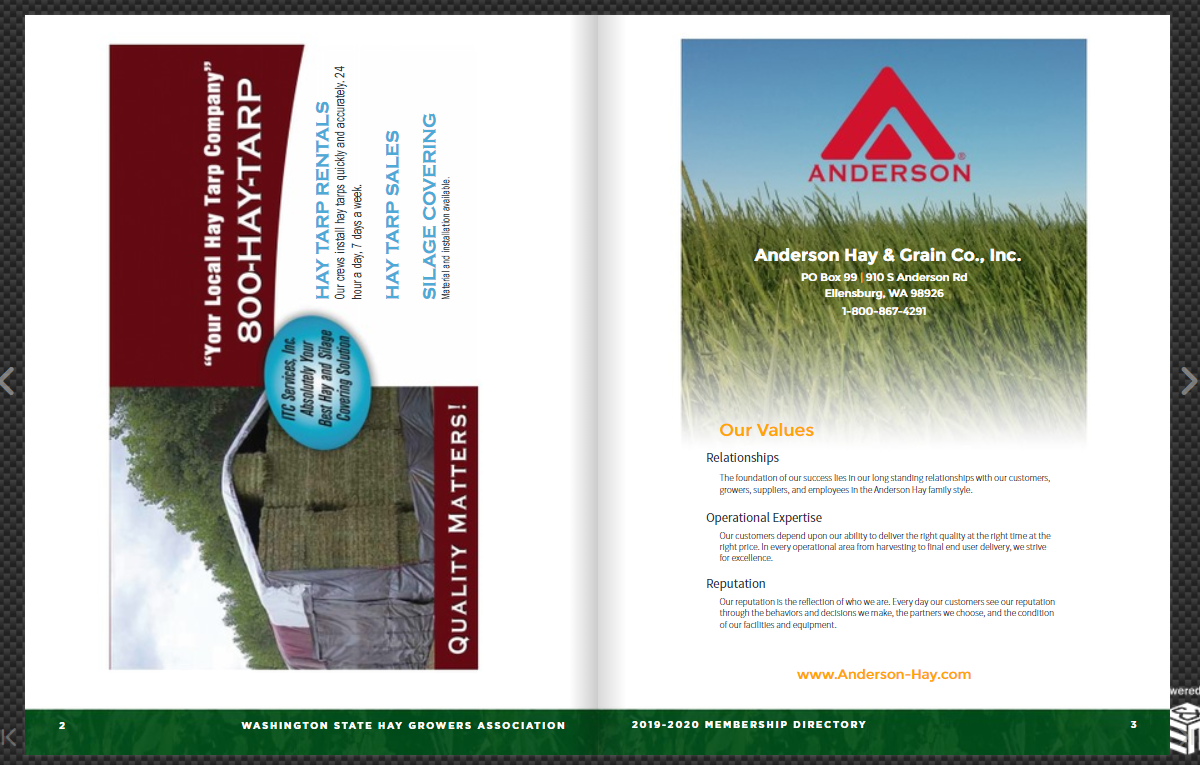 "Your Local Hay Tarp Company"
800-HAY-TARP
HAY TARP RENTALS
Our crews install hay tarps quickly and accurately. 24
hour a day, 7 days a week.
HAY TARP SALES
SILAGE COVERING
Material and installation available.
ITC Services, Inc.
Absolutely Your
Best Hay and Silage
Covering Solution
QUALITY MATTERS!
2
WASHINGTON STATE HAY GROWERS ASSOCIATION
ANDERSON®
Anderson Hay & Grain Co., Inc.
PO Box 99 | 910 S Anderson Rd
Ellensburg, WA 98926
1-800-867-4291
Our Values
Relationships
The foundation of our success lies in our long standing relationships with our customers,
growers, suppliers, and employees in the Anderson Hay family style.
Operational Expertise
Our customers depend upon our ability to deliver the right quality at the right time at the
right price. In every operational area from harvesting to final end user delivery, we strive
for excellence.
Reputation
Our reputation is the reflection of who we are. Every day our customers see our reputation
through the behaviors and decisions we make, the partners we choose, and the condition
of our facilities and equipment.
www.Anderson-Hay.com
2019-2020 MEMBERSHIP DIRECTORY
3
wered